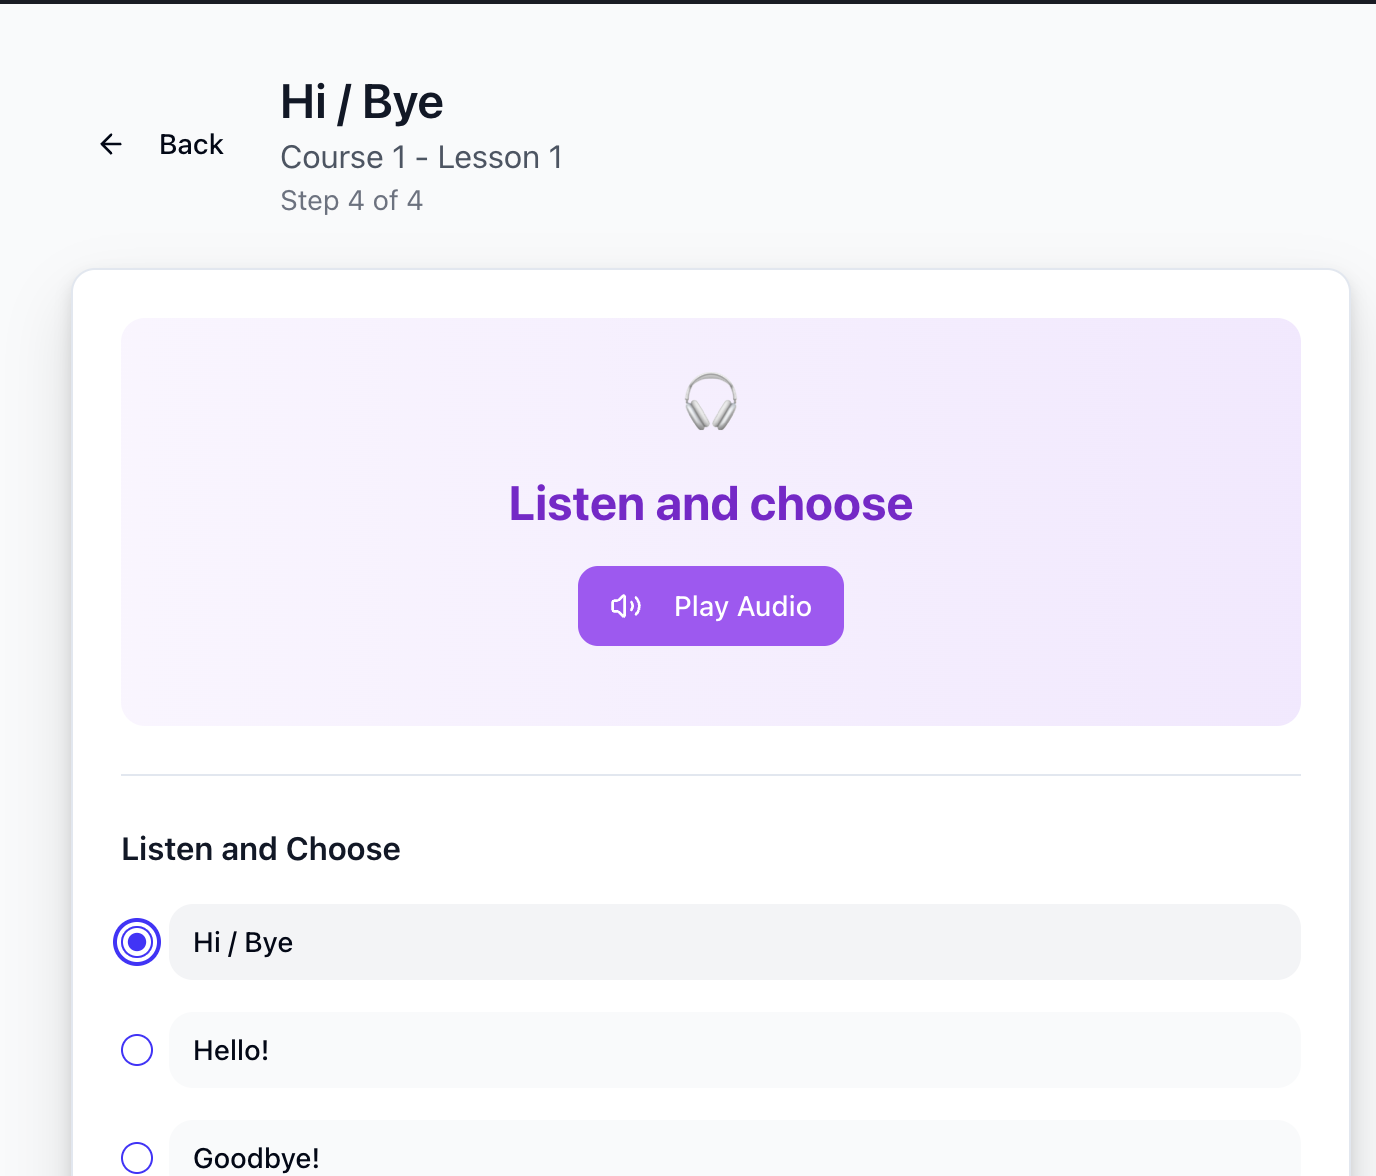 Hi / Bye
Back
Course 1 - Lesson 1
Step 4 of 4
Listen and choose
Play Audio
Listen and Choose
Hi / Bye
Hello!
Goodbye!